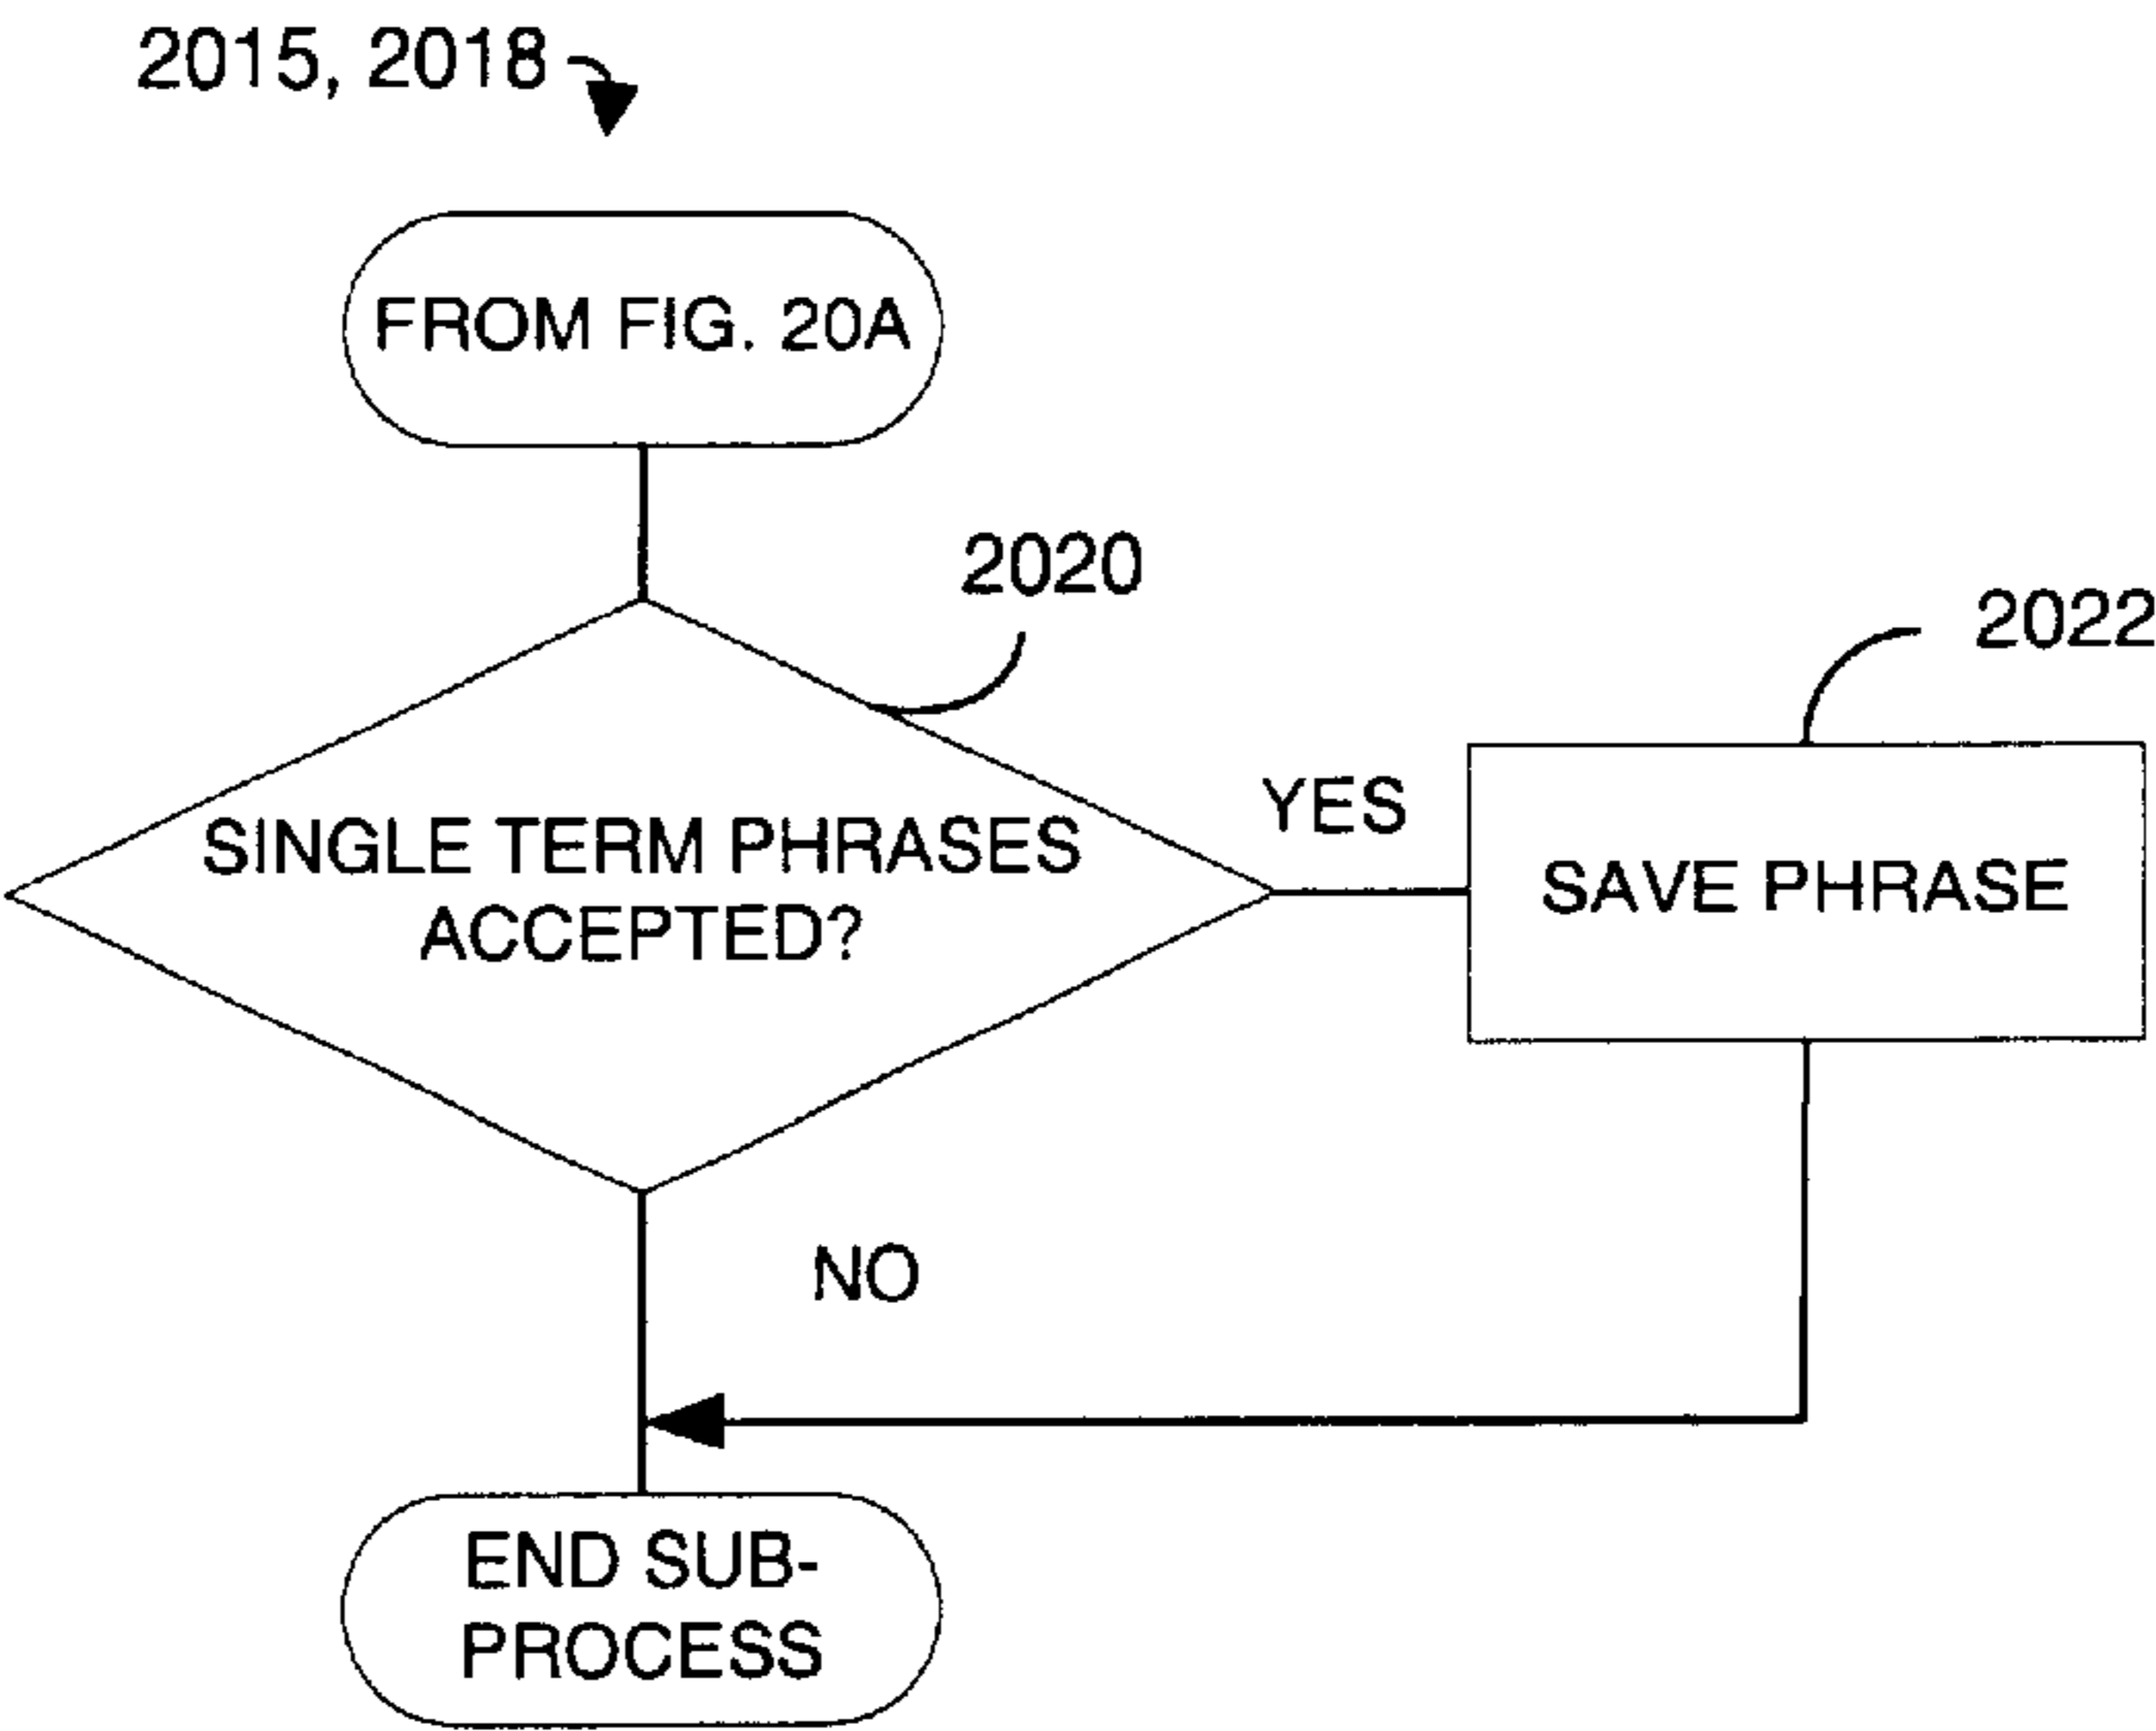 2015, 2018
FROM FIG. 20A
2020
2022
SINGLE TERM PHRASES
ACCEPTED?
YES
SAVE PHRASE
NO
END SUB-
PROCESS